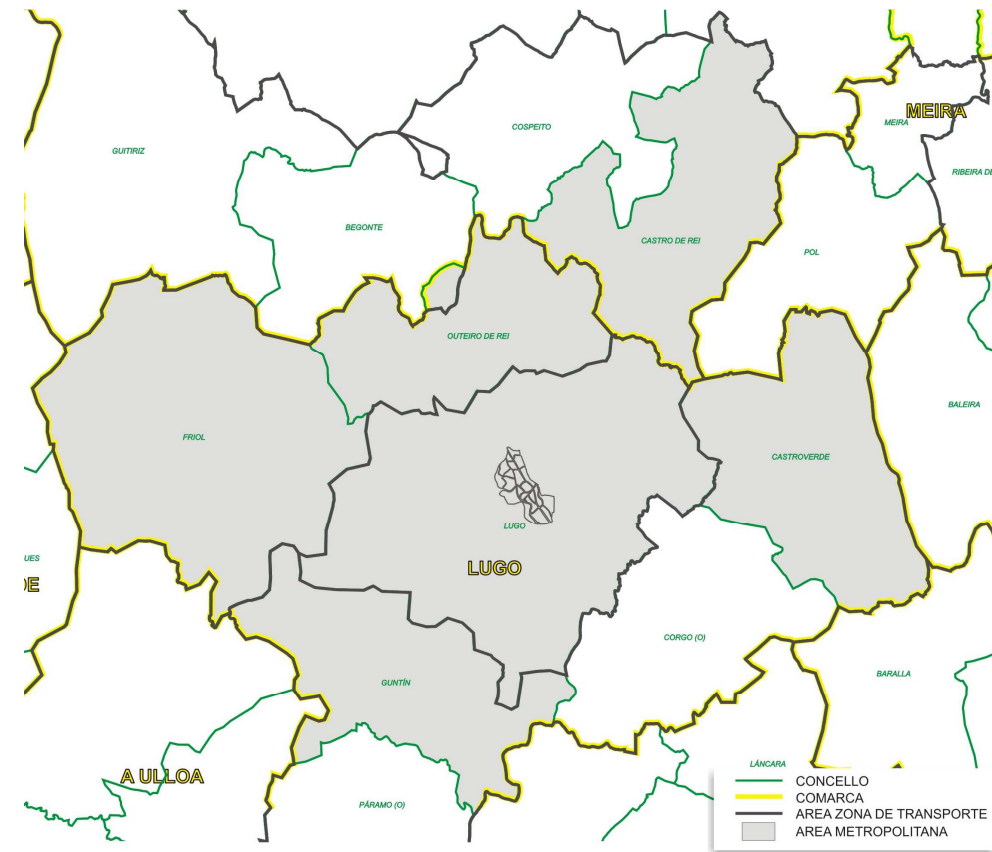 MEIRA
MEIRA
COSPEITO
GUITIRIZ
RIBEIRA DE
BEGONTE
CASTRO DE REI
POL
OUTEIRO DE REI
BALEIRA
FRIOL
CASTROVERDE
LUGO
UES
LUGO
DE
CORGO (O)
BARALLA
GUNTÍN
LÁNCARA
A ULLOA
PÁRAMO (O)
CONCELLO
COMARCA
AREA ZONA DE TRANSPORTE
AREA METROPOLITANA